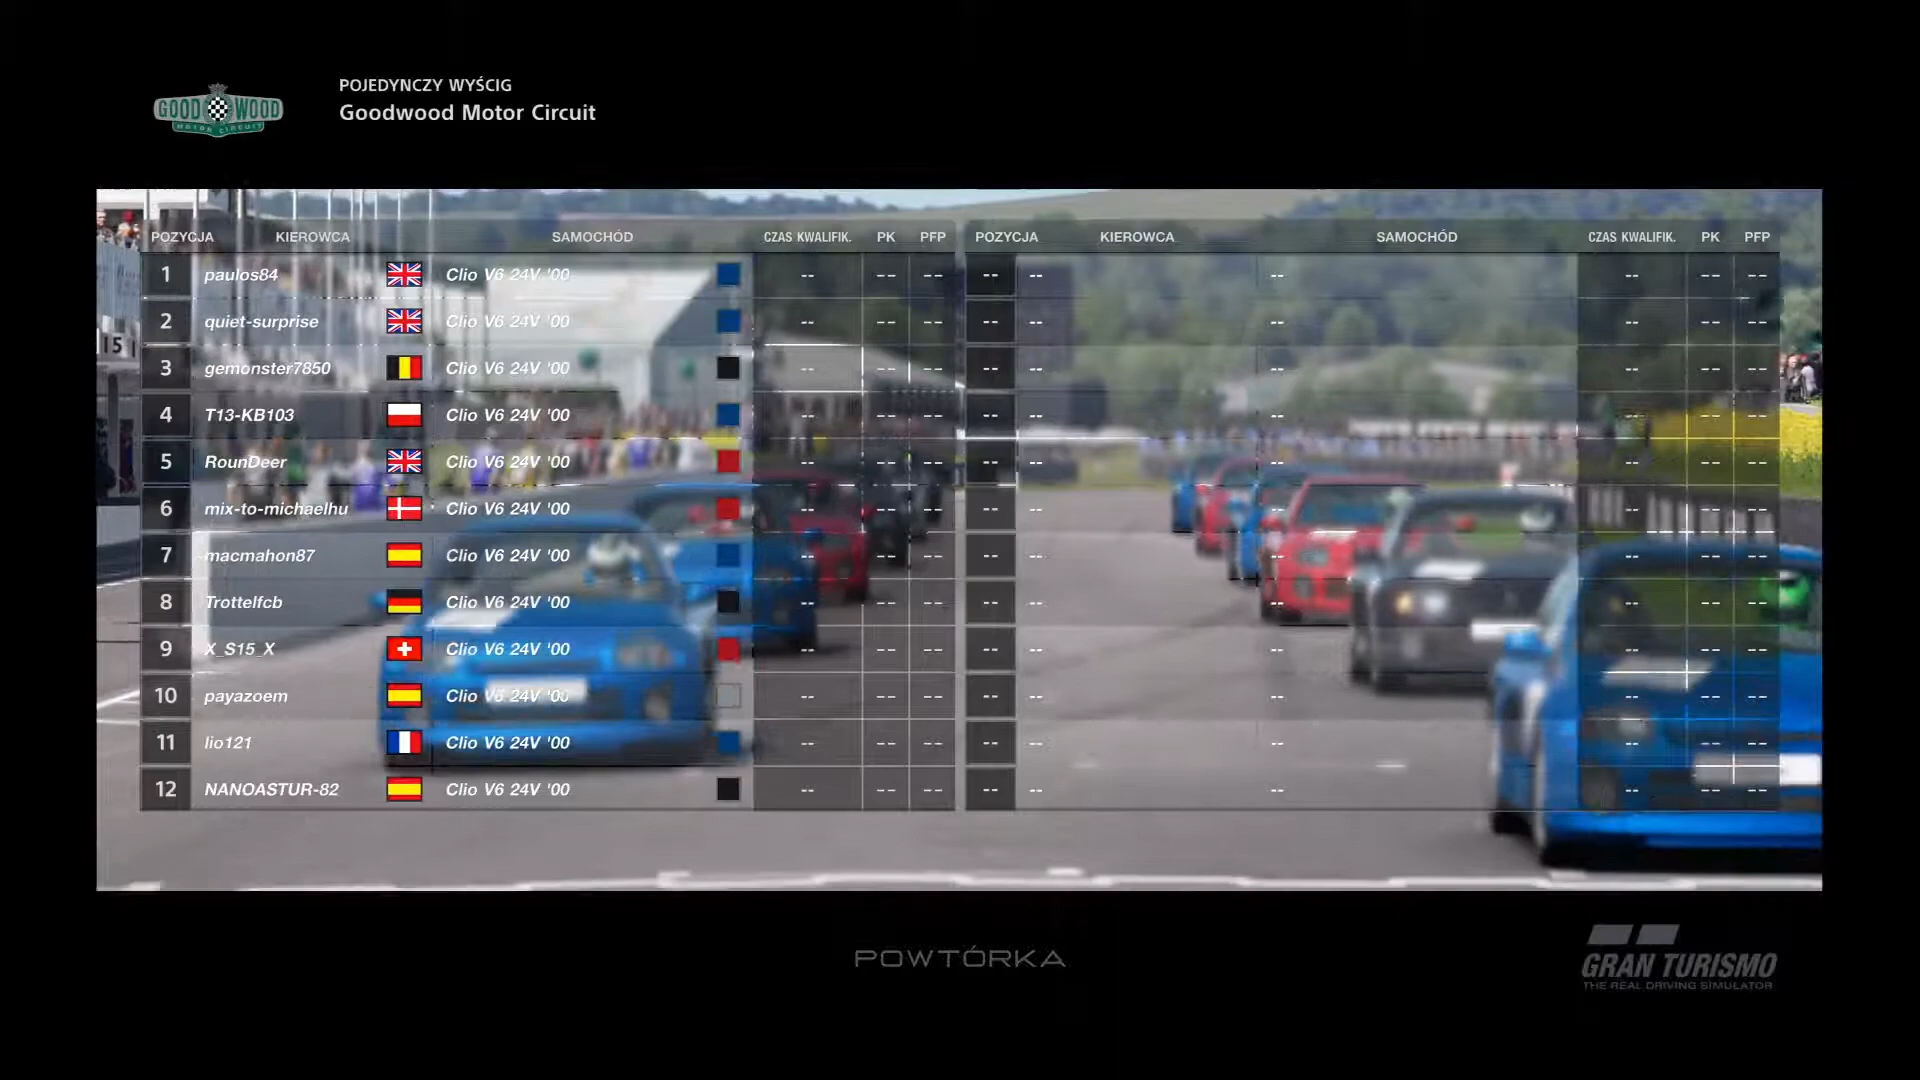 GOOD WOOD
MOTOR CIRCUIT
POJEDYNCZY WYŚCIG
Goodwood Motor Circuit
POZYCJA KIEROWCA SAMOCHÓD CZAS KWALIFIK. PK PFP POZYCJA KIEROWCA SAMOCHÓD CZAS KWALIFIK. PK PFP
1 paulos84 Clio V6 24V '00 -- -- -- -- -- -- -- -- --
2 quiet-surprise Clio V6 24V '00 -- -- -- -- -- -- -- -- --
3 gemonster7850 Clio V6 24V '00 -- -- -- -- -- -- -- -- --
4 T13-KB103 Clio V6 24V '00 -- -- -- -- -- -- -- -- --
5 RounDeer Clio V6 24V '00 -- -- -- -- -- -- -- -- --
6 mix-to-michaelhu Clio V6 24V '00 -- -- -- -- -- -- -- -- --
7 macmahon87 Clio V6 24V '00 -- -- -- -- -- -- -- -- --
8 Trottelfcb Clio V6 24V '00 -- -- -- -- -- -- -- -- --
9 X_S15_X Clio V6 24V '00 -- -- -- -- -- -- -- -- --
10 payazoem Clio V6 24V '00 -- -- -- -- -- -- -- -- --
11 lio121 Clio V6 24V '00 -- -- -- -- -- -- -- -- --
12 NANOASTUR-82 Clio V6 24V '00 -- -- -- -- -- -- -- -- --
15
POWTÓRKA
GRAN TURISMO
THE REAL DRIVING SIMULATOR